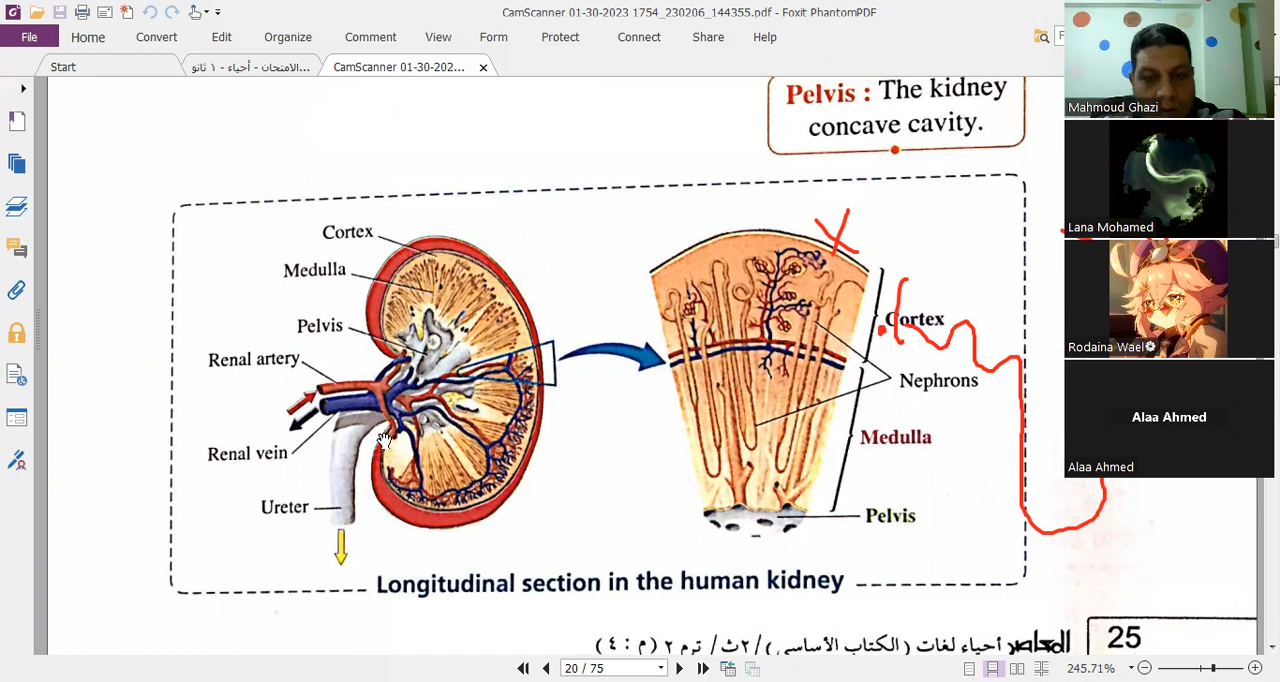 CamScanner 01-30-2023 1754_230206_144355.pdf - Foxit PhantomPDF
File Home Convert Edit Organize Comment View Form Protect Connect Share Help
Start
الامتحان - أحياء - ١ ثانو...
CamScanner 01-30-202...
Pelvis : The kidney
concave cavity.
Cortex
Medulla
Pelvis
Renal artery
Renal vein
Ureter
Cortex
Nephrons
Medulla
Pelvis
Longitudinal section in the human kidney
المعاصر أحياء لغات (الكتاب الأساسى) /٢ث/ ترم ٢ (م : ٤)
25
20 / 75
245.71%
Mahmoud Ghazi
Lana Mohamed
Rodaina Wael
Alaa Ahmed
Alaa Ahmed